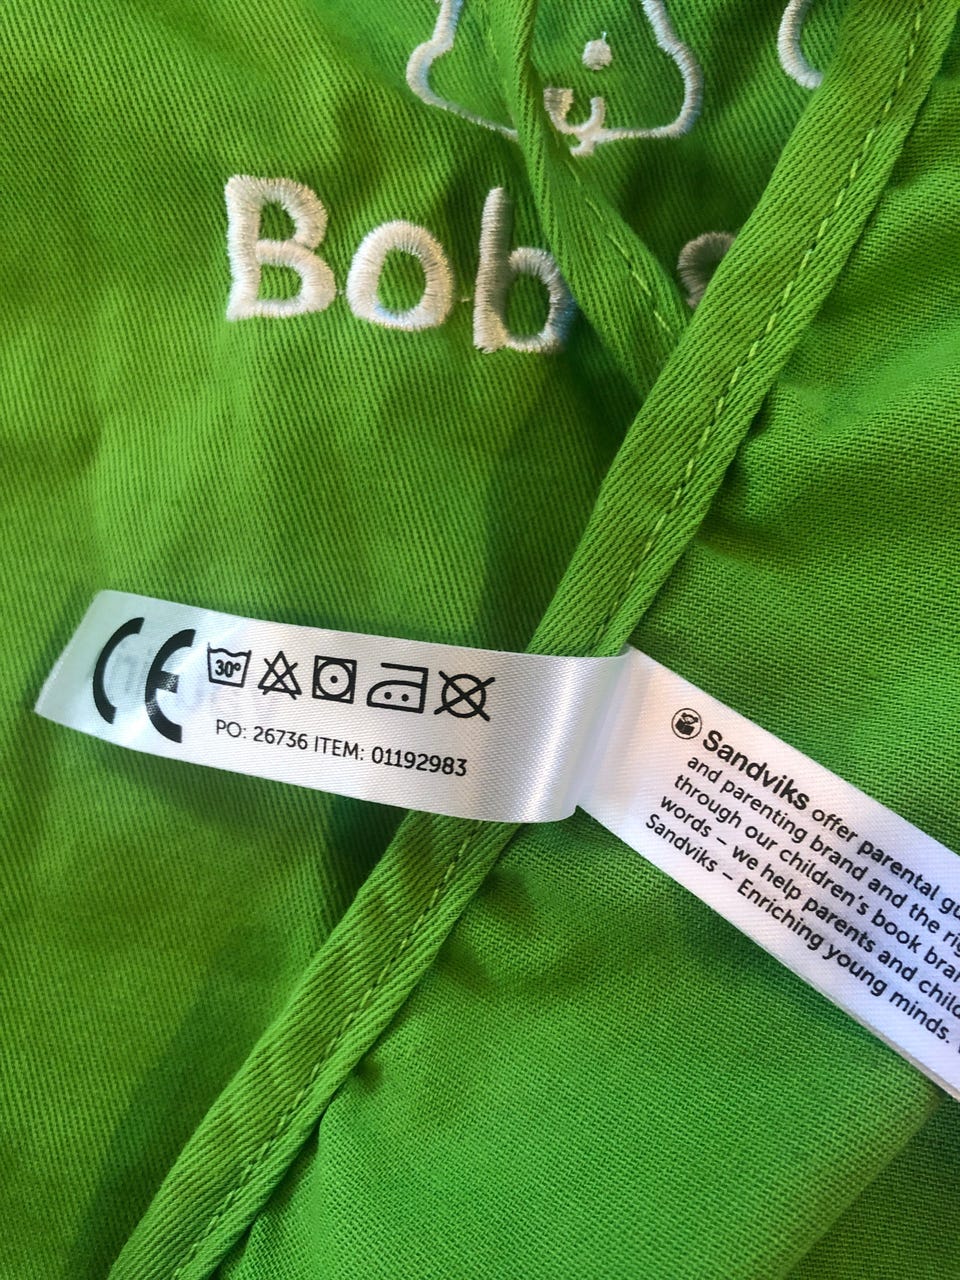 Bob
CE
30°
PO: 26736 ITEM: 01192983
Sandviks offer parental
and parenting brand and the
through our children's book
words – we help parents and
Sandviks – Enriching young minds.